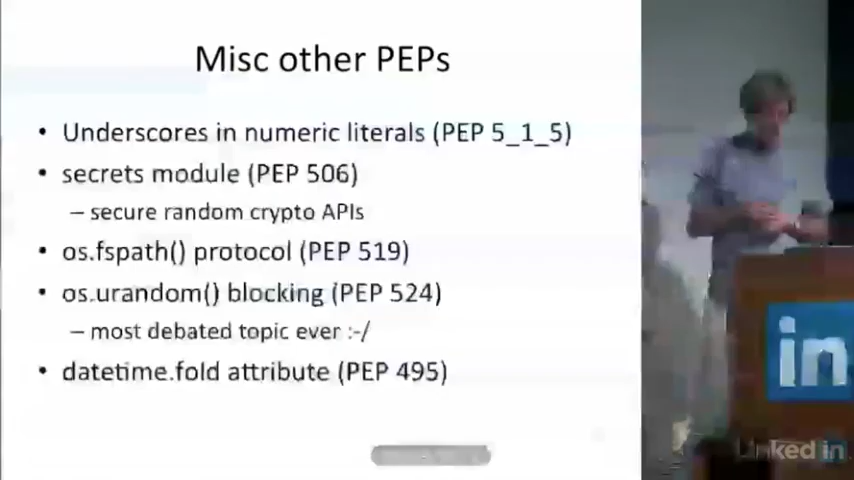 Misc other PEPs
• Underscores in numeric literals (PEP 5_1_5)
• secrets module (PEP 506)
– secure random crypto APIs
• os.fspath() protocol (PEP 519)
• os.urandom() blocking (PEP 524)
– most debated topic ever :-/
• datetime.fold attribute (PEP 495)
in
Linked in